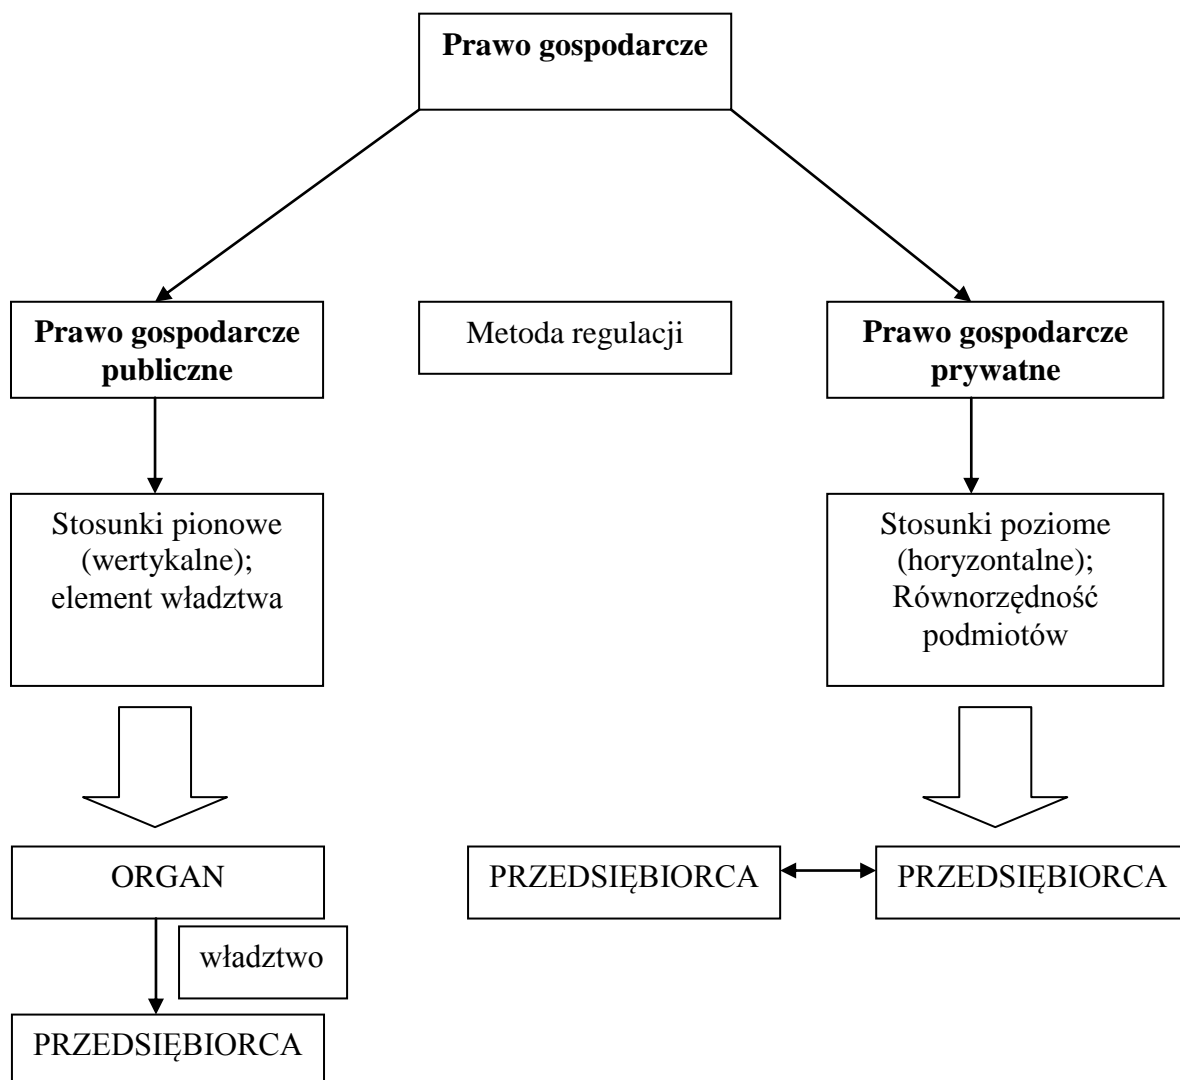 Prawo gospodarcze
Prawo gospodarcze
publiczne
Metoda regulacji
Prawo gospodarcze
prywatne
Stosunki pionowe
(wertykalne);
element władztwa
Stosunki poziome
(horyzontalne);
Równorzędność
podmiotów
ORGAN
PRZEDSIĘBIORCA
PRZEDSIĘBIORCA
władztwo
PRZEDSIĘBIORCA